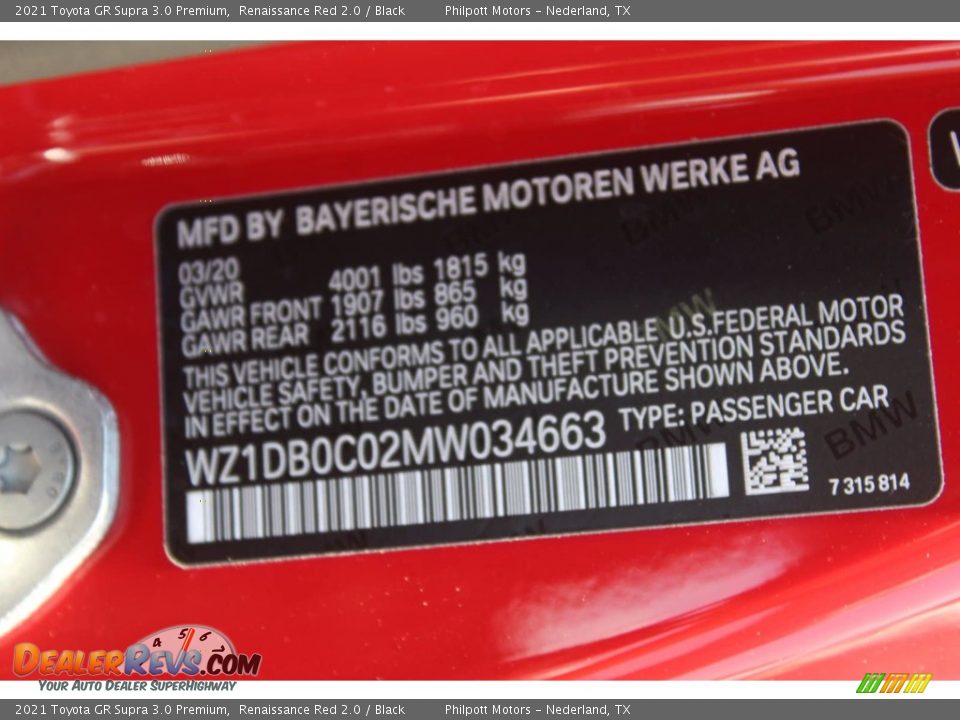 2021 Toyota GR Supra 3.0 Premium, Renaissance Red 2.0 / Black Philpott Motors - Nederland, TX
MFD BY BAYERISCHE MOTOREN WERKE AG
03/20
GVWR 4001 lbs 1815 kg
GAWR FRONT 1907 lbs 865 kg
GAWR REAR 2116 lbs 960 kg
THIS VEHICLE CONFORMS TO ALL APPLICABLE U.S.FEDERAL MOTOR
VEHICLE SAFETY, BUMPER AND THEFT PREVENTION STANDARDS
IN EFFECT ON THE DATE OF MANUFACTURE SHOWN ABOVE.
WZ1DB0C02MW034663 TYPE: PASSENGER CAR
7 315 814
BMW
4 5 6
DEALERREVS.COM
YOUR AUTO DEALER SUPERHIGHWAY
2021 Toyota GR Supra 3.0 Premium, Renaissance Red 2.0 / Black Philpott Motors - Nederland, TX